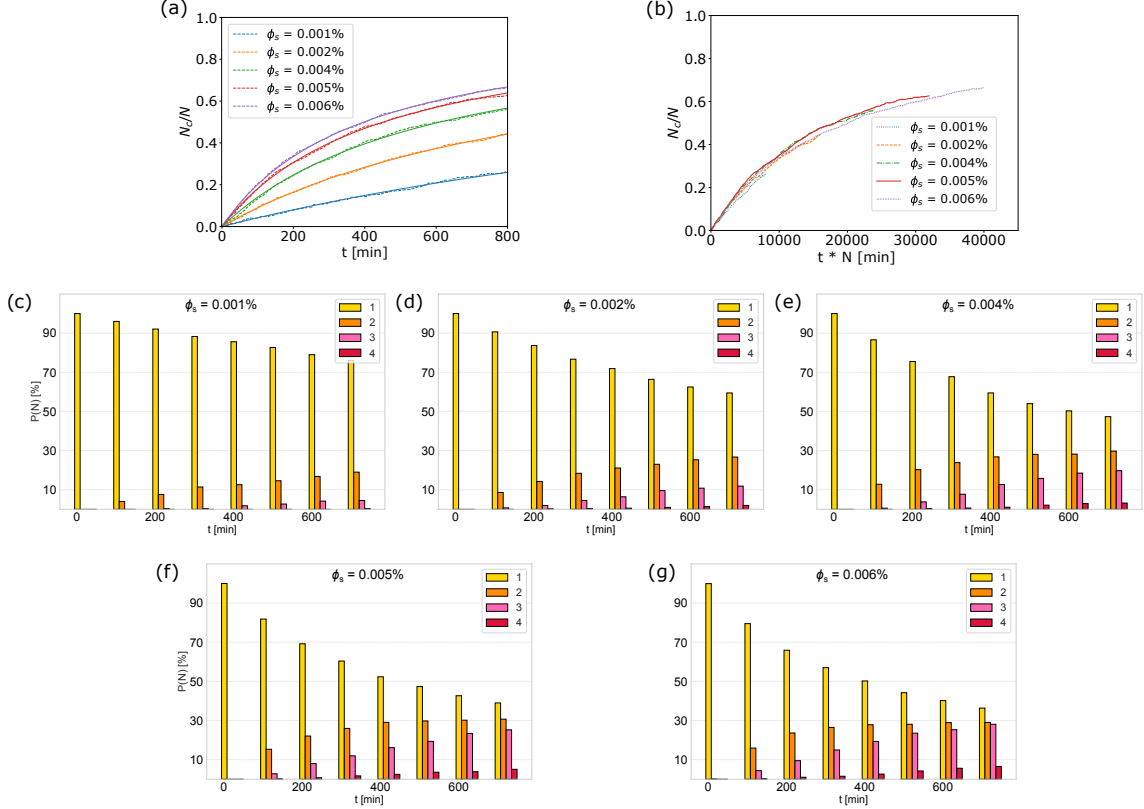 (a)
1.0
0.8
0.6
0.4
0.2
0.0
N_c/N
ϕ_s = 0.001%
ϕ_s = 0.002%
ϕ_s = 0.004%
ϕ_s = 0.005%
ϕ_s = 0.006%
0 200 400 600 800
t [min]
(b)
1.0
0.8
0.6
0.4
0.2
0.0
N_c/N
ϕ_s = 0.001%
ϕ_s = 0.002%
ϕ_s = 0.004%
ϕ_s = 0.005%
ϕ_s = 0.006%
0 10000 20000 30000 40000
t * N [min]
(c)
ϕ_s = 0.001%
1
2
3
4
90
70
50
30
10
P(N) [%]
0 200 400 600
t [min]
(d)
ϕ_s = 0.002%
1
2
3
4
90
70
50
30
10
0 200 400 600
t [min]
(e)
ϕ_s = 0.004%
1
2
3
4
90
70
50
30
10
0 200 400 600
t [min]
(f)
ϕ_s = 0.005%
1
2
3
4
90
70
50
30
10
P(N) [%]
0 200 400 600
t [min]
(g)
ϕ_s = 0.006%
1
2
3
4
90
70
50
30
10
P(N) [%]
0 200 400 600
t [min]